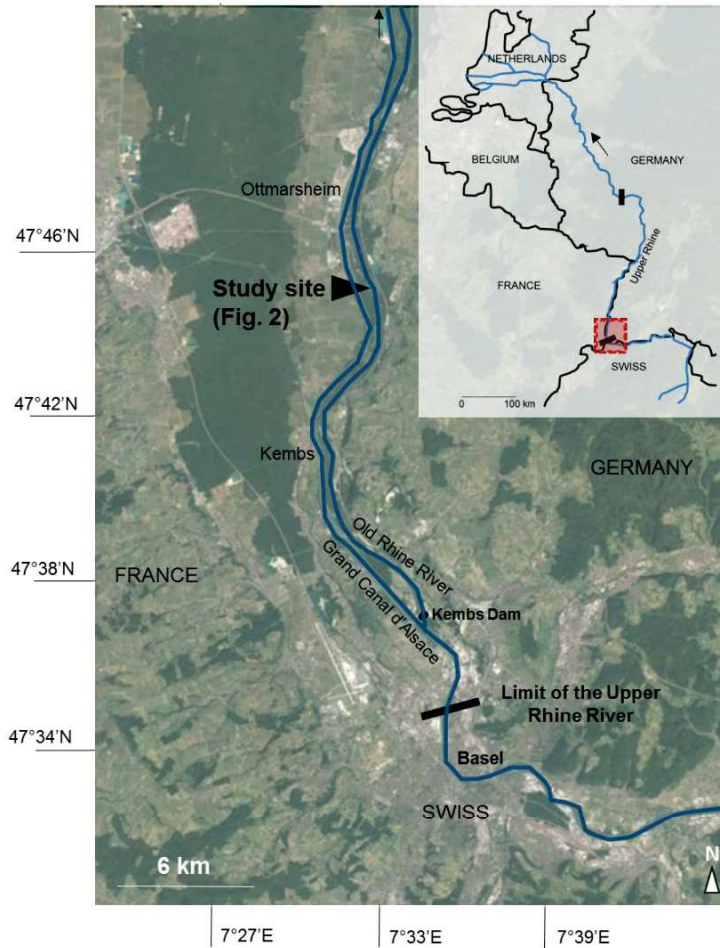 NETHERLANDS
BELGIUM
GERMANY
Upper Rhine
FRANCE
SWISS
0 100 km
Ottmarsheim
47°46'N
Study site
(Fig. 2)
47°42'N
Kembs
GERMANY
Old Rhine River
47°38'N
FRANCE
Grand Canal d'Alsace
Kembs Dam
Limit of the Upper
Rhine River
47°34'N
Basel
SWISS
6 km
N
7°27'E
7°33'E
7°39'E